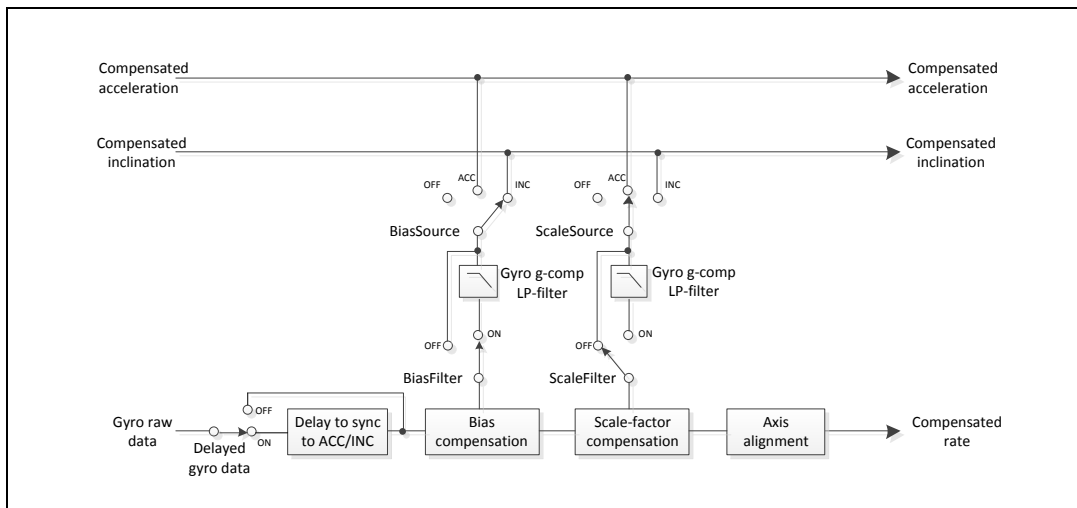 Compensated
acceleration
Compensated
acceleration
Compensated
inclination
Compensated
inclination
OFF
ACC
INC
OFF
ACC
INC
BiasSource
ScaleSource
Gyro g-comp
LP-filter
Gyro g-comp
LP-filter
OFF
ON
OFF
ON
BiasFilter
ScaleFilter
Gyro raw
data
OFF
ON
Delayed
gyro data
Delay to sync
to ACC/INC
Bias
compensation
Scale-factor
compensation
Axis
alignment
Compensated
rate